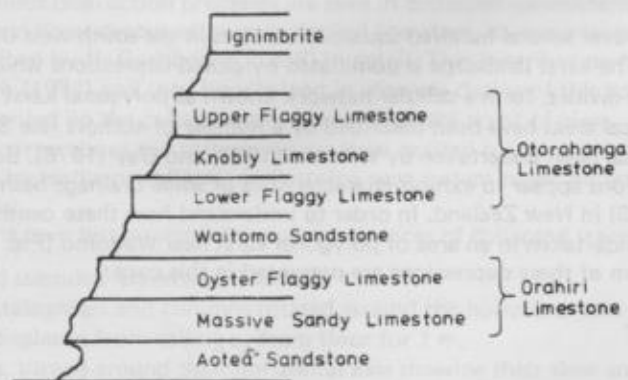 Ignimbrite
Upper Flaggy Limestone
Knobly Limestone
Lower Flaggy Limestone
Otorohanga
Limestone
Waitomo Sandstone
Oyster Flaggy Limestone
Massive Sandy Limestone
Orahiri
Limestone
Aotea Sandstone